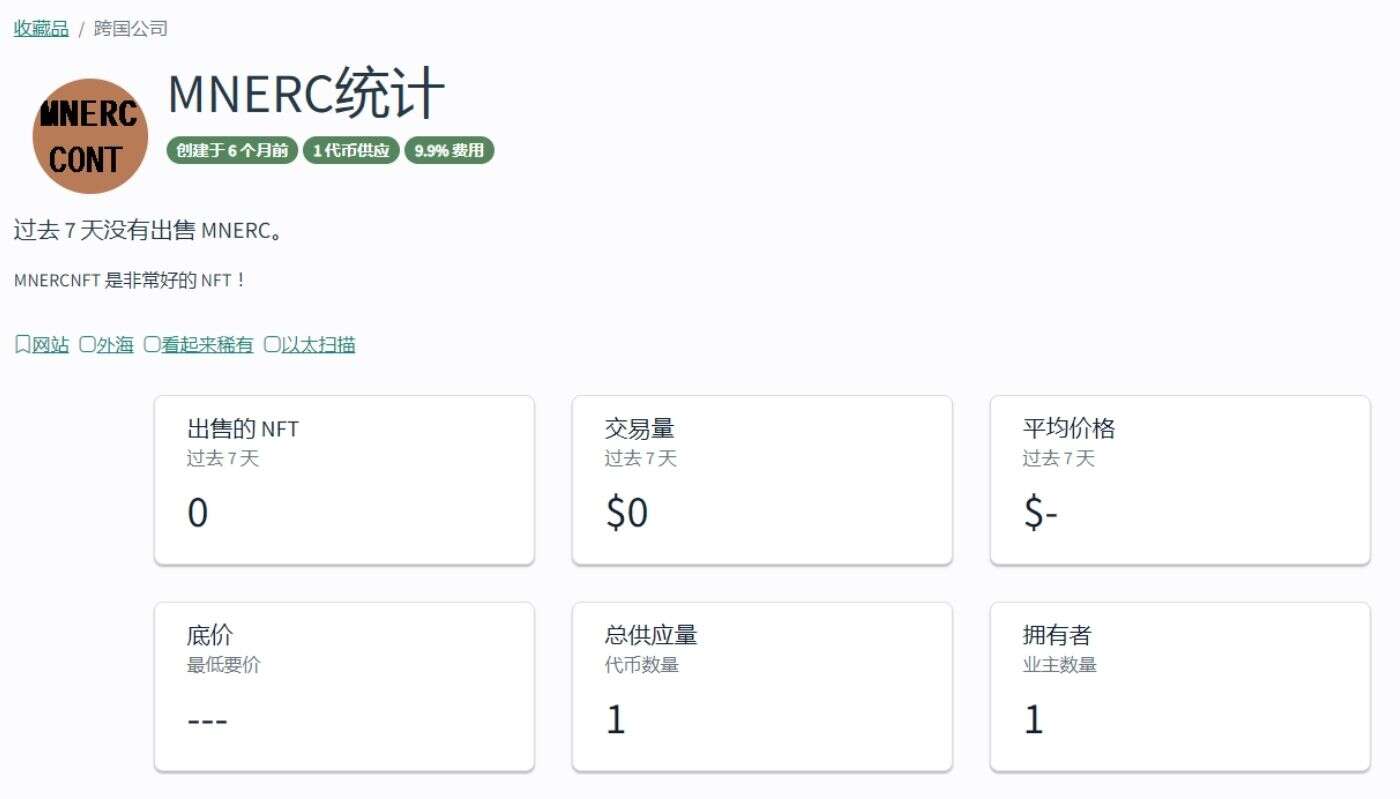 收藏品 / 跨国公司
MNERC
CONT
MNERC统计
创建于 6 个月前 1 代币供应 9.9% 费用
过去 7 天没有出售 MNERC。
MNERCNFT 是非常好的 NFT！
网站 外海 看起来稀有 以太扫描
出售的 NFT
过去 7 天
0
交易量
过去 7 天
$0
平均价格
过去 7 天
$-
底价
最低要价
---
总供应量
代币数量
1
拥有者
业主数量
1